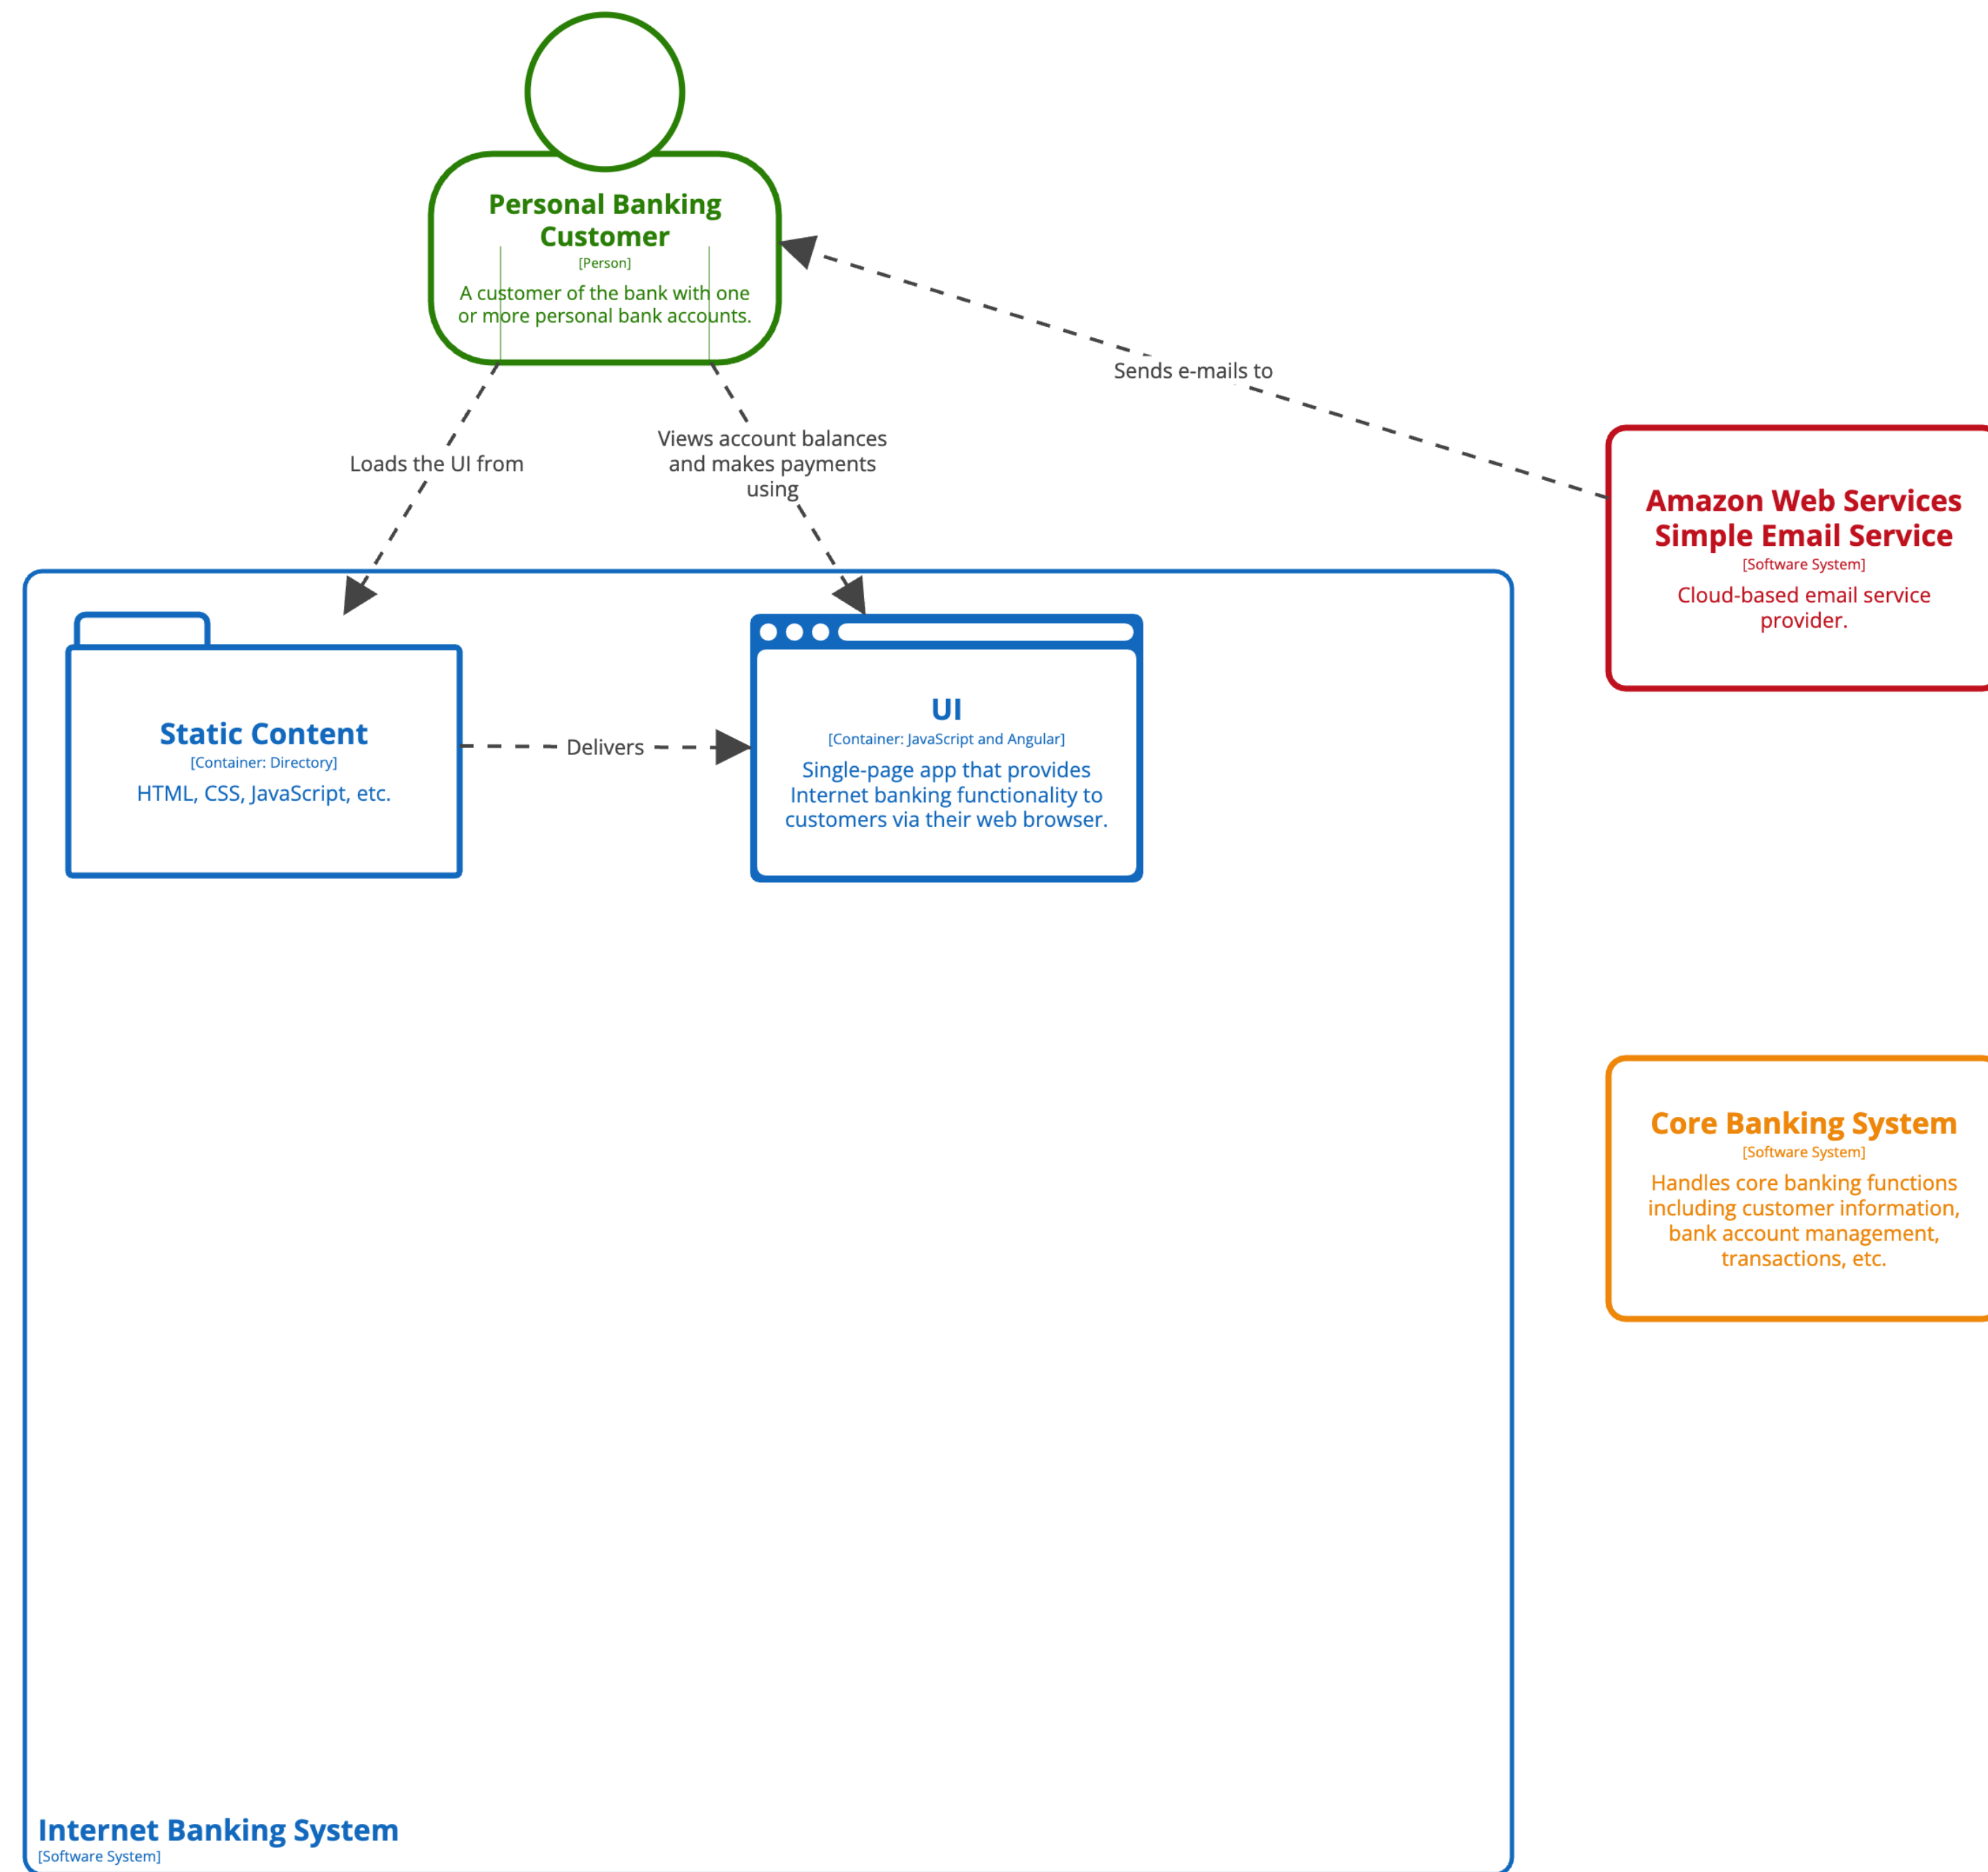 Personal Banking
Customer
[Person]
A customer of the bank with one
or more personal bank accounts.
Sends e-mails to
Loads the UI from
Views account balances
and makes payments
using
Amazon Web Services
Simple Email Service
[Software System]
Cloud-based email service
provider.
Static Content
[Container: Directory]
HTML, CSS, JavaScript, etc.
Delivers
UI
[Container: JavaScript and Angular]
Single-page app that provides
Internet banking functionality to
customers via their web browser.
Core Banking System
[Software System]
Handles core banking functions
including customer information,
bank account management,
transactions, etc.
Internet Banking System
[Software System]